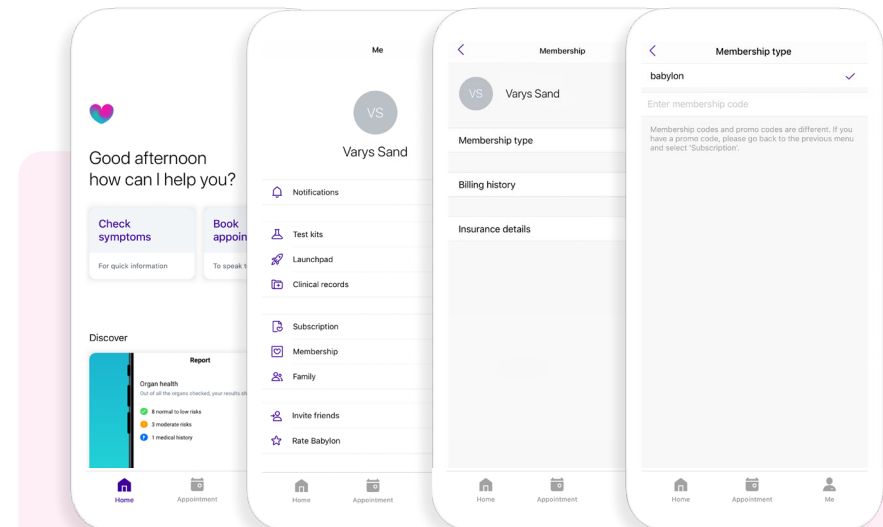 Good afternoon
how can I help you?
Check
symptoms
For quick information
Book
appoin
To speak t
Discover
Report
Organ health
Out of all the organs checked, your results sh
8 normal to low risks
3 moderate risks
1 medical history
Home
Appointment
Me
VS
Varys Sand
Notifications
Test kits
Launchpad
Clinical records
Subscription
Membership
Family
Invite friends
Rate Babylon
Home
Appointment
Membership
VS
Varys Sand
Membership type
Billing history
Insurance details
Home
Appointment
Membership type
babylon
Enter membership code
Membership codes and promo codes are different. If you
have a promo code, please go back to the previous menu
and select 'Subscription'.
Home
Appointment
Me